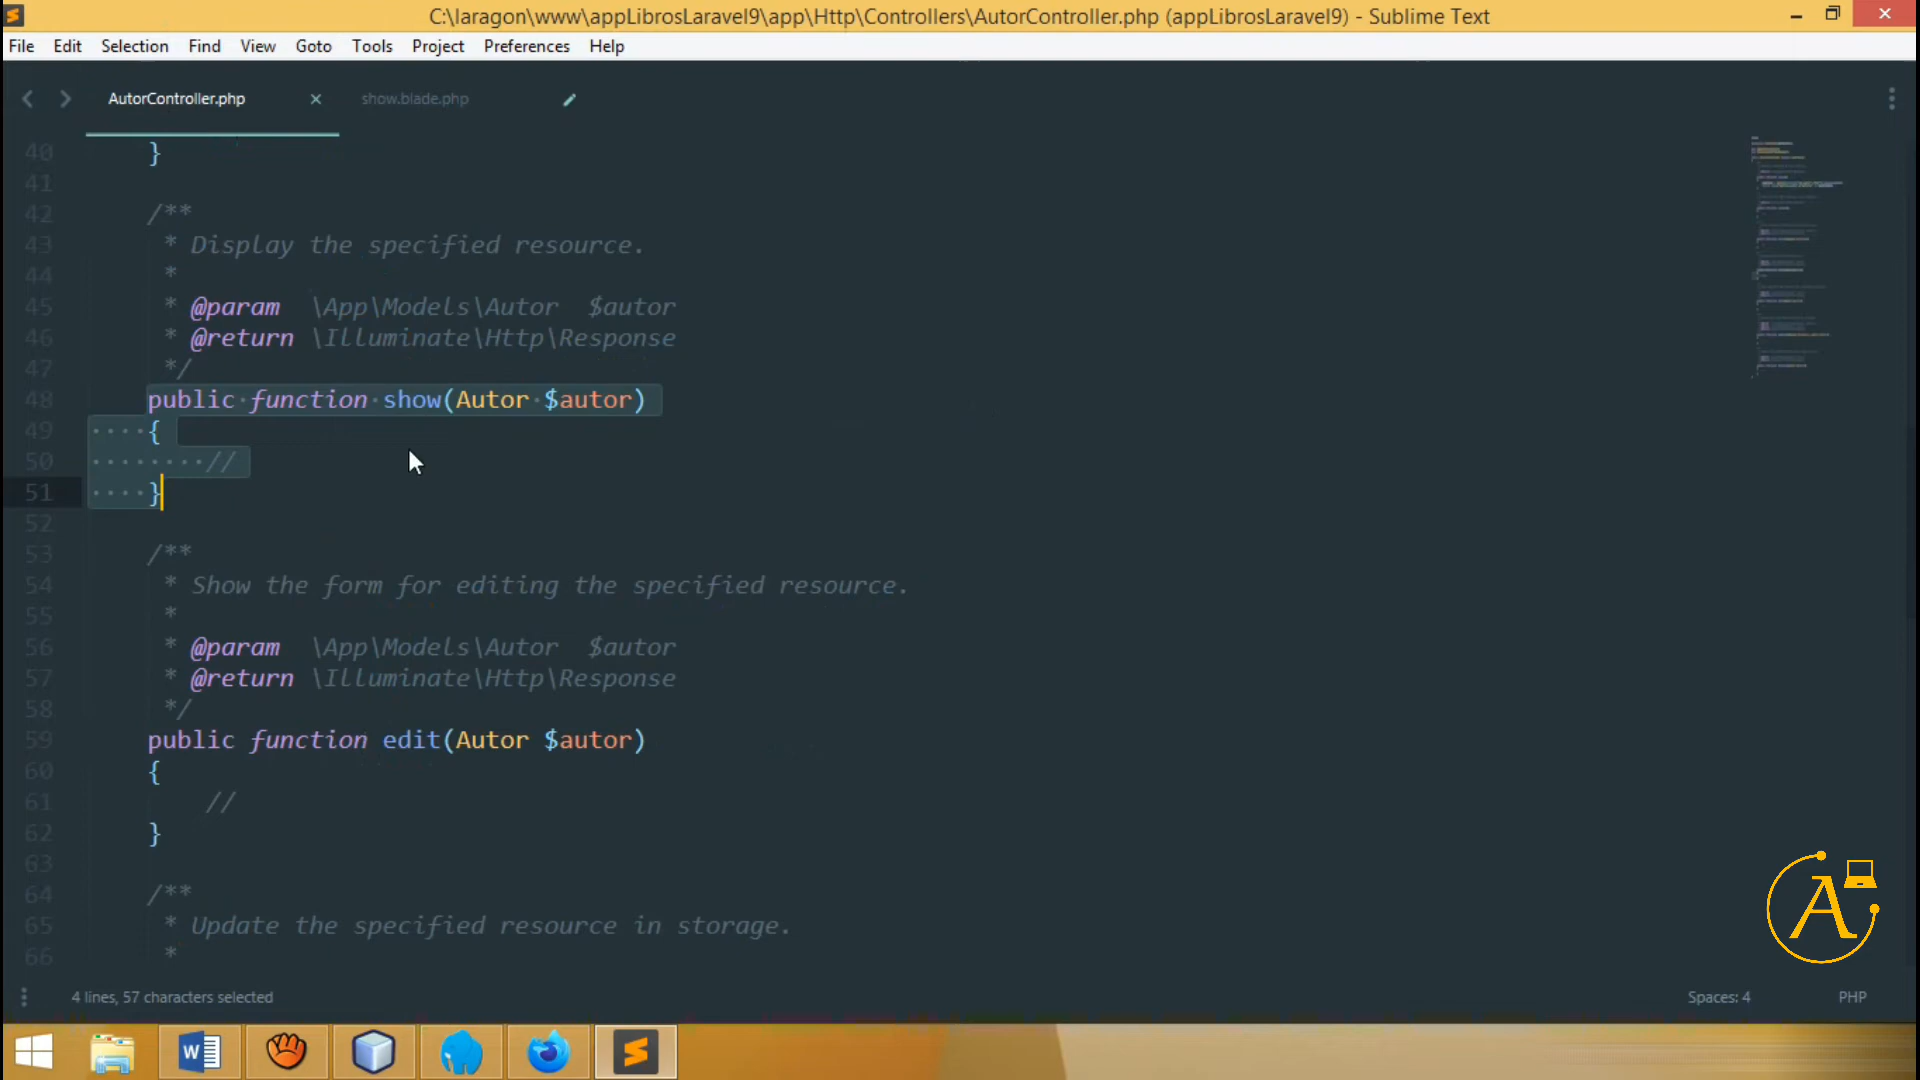 C:\laragon\www\appLibrosLaravel9\app\Http\Controllers\AutorController.php (appLibrosLaravel9) - Sublime Text
File Edit Selection Find View Goto Tools Project Preferences Help
AutorController.php show.blade.php
40 }
41
42 /**
43 * Display the specified resource.
44 *
45 * @param \App\Models\Autor $autor
46 * @return \Illuminate\Http\Response
47 */
48 public function show(Autor $autor)
49 {
50 //
51 }
52
53 /**
54 * Show the form for editing the specified resource.
55 *
56 * @param \App\Models\Autor $autor
57 * @return \Illuminate\Http\Response
58 */
59 public function edit(Autor $autor)
60 {
61 //
62 }
63
64 /**
65 * Update the specified resource in storage.
66 *
A
4 lines, 57 characters selected Spaces: 4 PHP